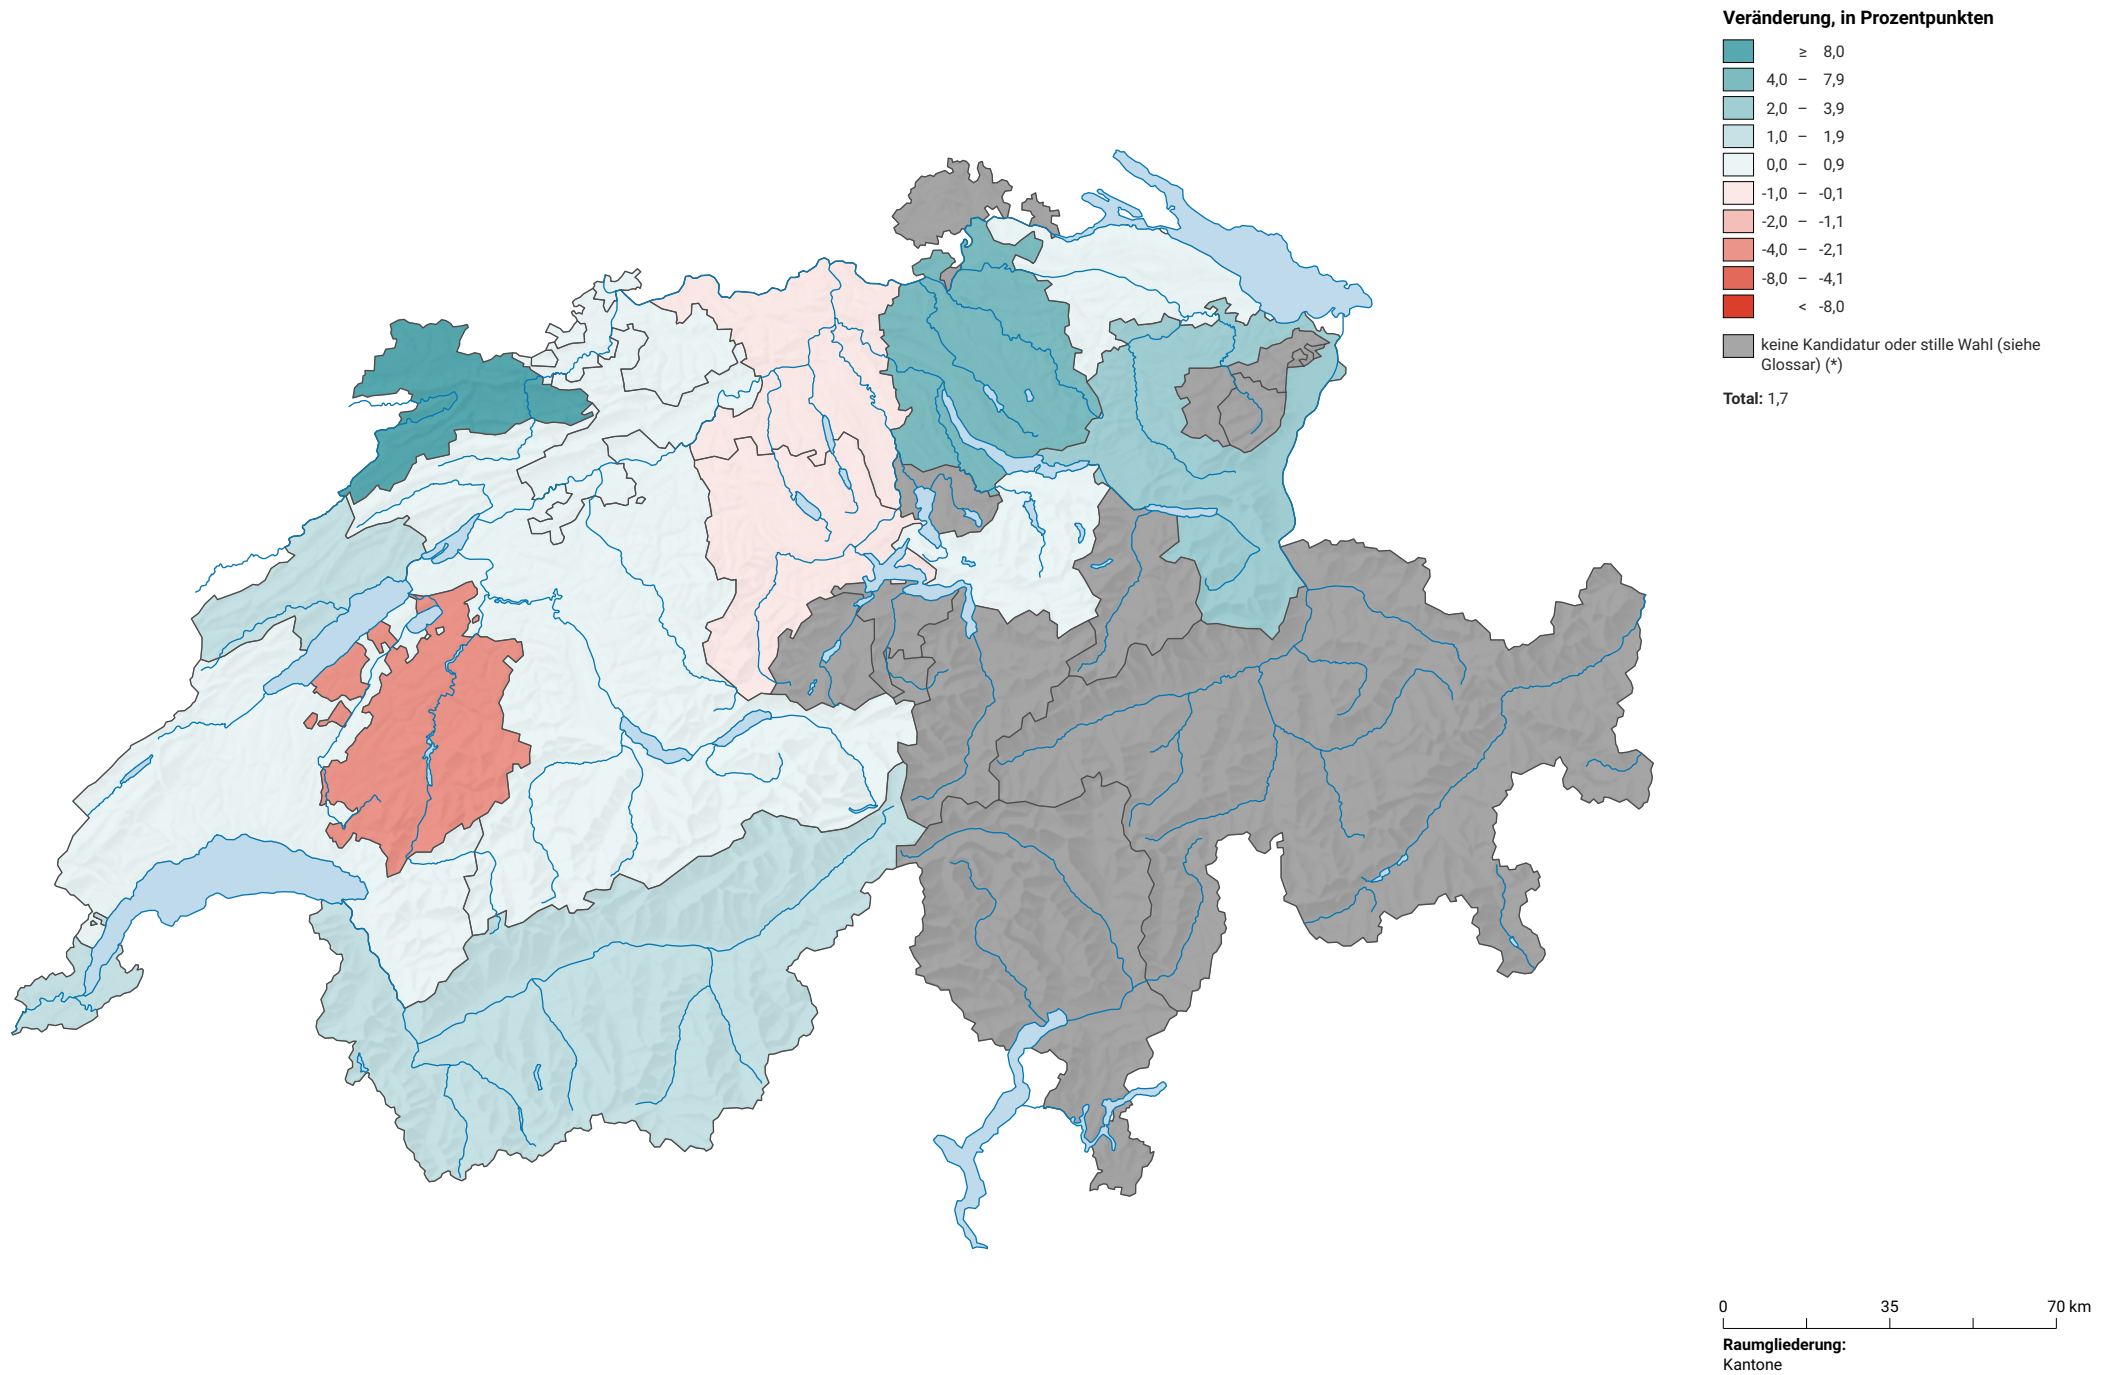 Veränderung, in Prozentpunkten
≥ 8,0
4,0 – 7,9
2,0 – 3,9
1,0 – 1,9
0,0 – 0,9
-1,0 – -0,1
-2,0 – -1,1
-4,0 – -2,1
-8,0 – -4,1
< -8,0
keine Kandidatur oder stille Wahl (siehe
Glossar) (*)
Total: 1,7
0 35 70 km
Raumgliederung:
Kantone